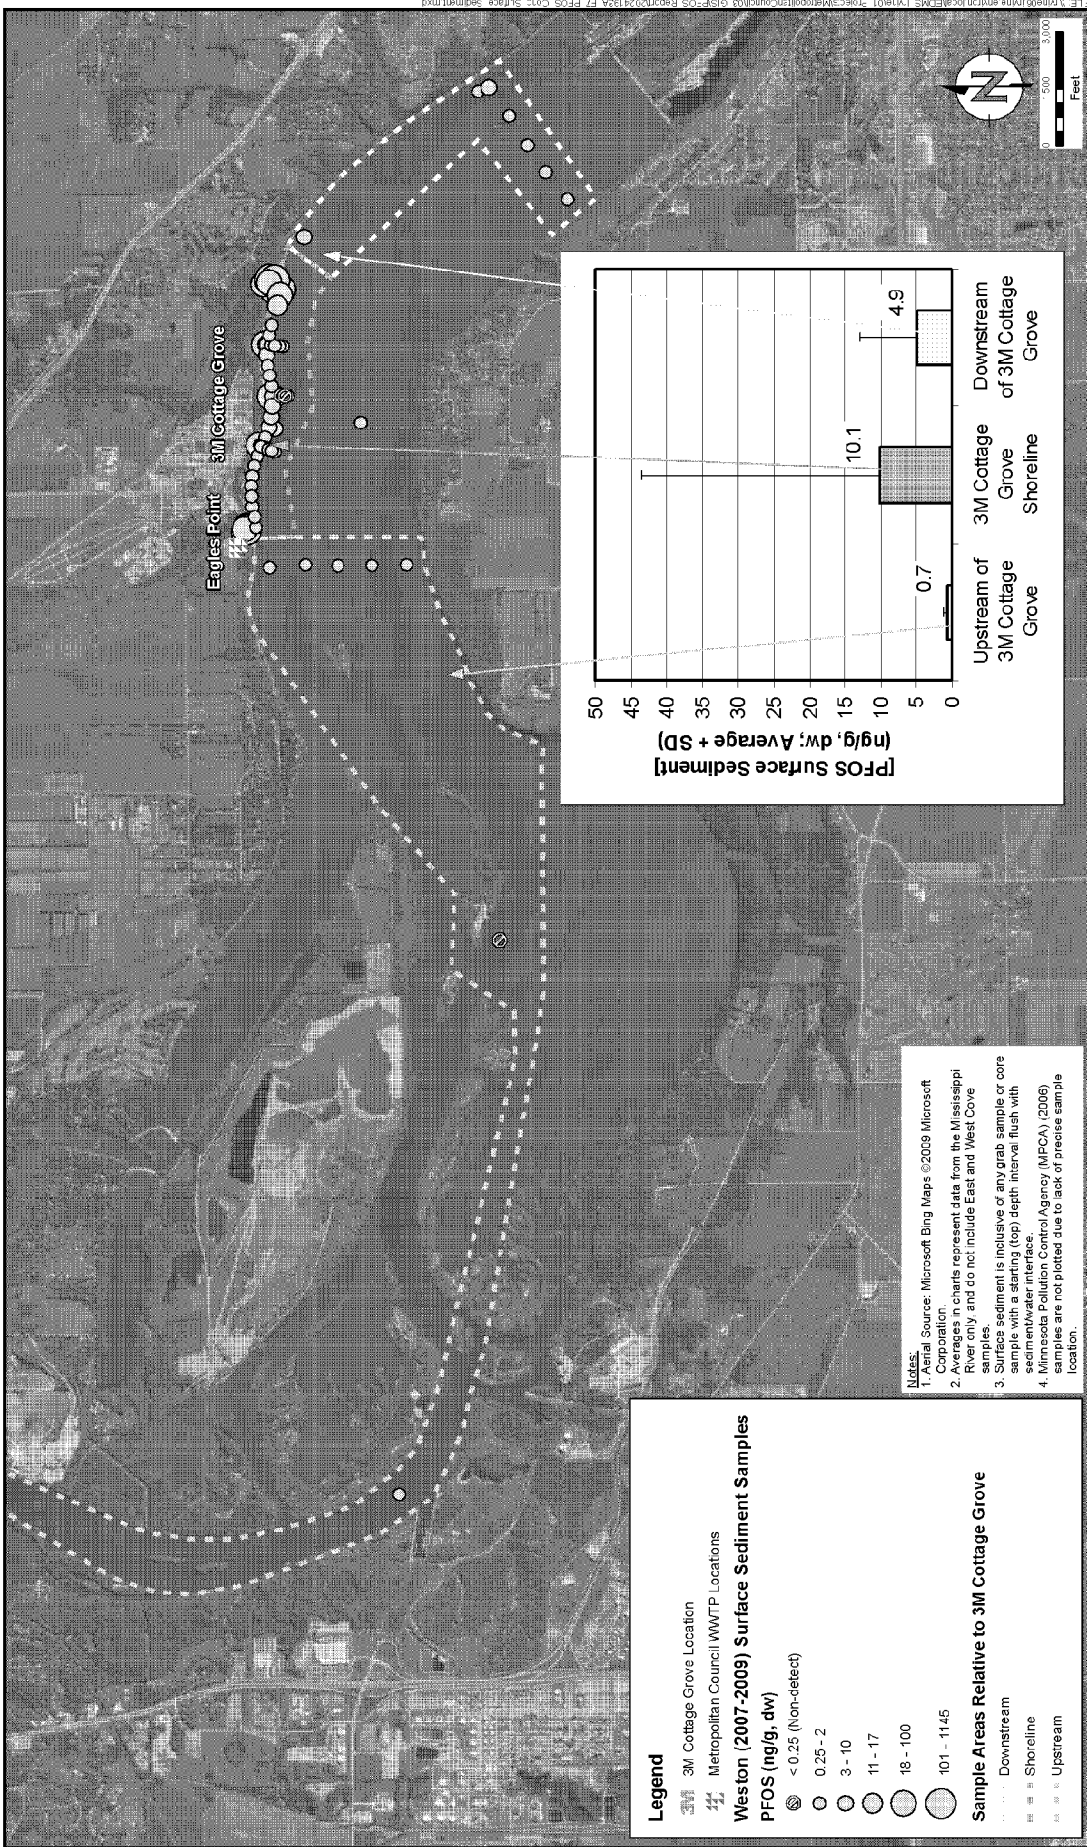 Eagles Point
3M Cottage Grove
N
0
500
3,000
Feet
[PFOS Surface Sediment]
(ng/g, dw; Average + SD)
50
45
40
35
30
25
20
15
10
5
0
0.7
10.1
4.9
Upstream of
3M Cottage
Grove
3M Cottage
Grove
Shoreline
Downstream
of 3M Cottage
Grove
Legend
3M Cottage Grove Location
Metropolitan Council WWTP Locations
Weston (2007-2009) Surface Sediment Samples
PFOS (ng/g, dw)
< 0.25 (Non-detect)
0.25 - 2
3 - 10
11 - 17
18 - 100
101 - 1145
Sample Areas Relative to 3M Cottage Grove
Downstream
Shoreline
Upstream
Notes:
1. Aerial Source: Microsoft Bing Maps ©2009 Microsoft
Corporation.
2. Averages in charts represent data from the Mississippi
River only, and do not include East and West Cove
samples.
3. Surface sediment is inclusive of any grab sample or core
sample with a starting (top) depth interval flush with
sediment/water interface.
4. Minnesota Pollution Control Agency (MPCA) (2006)
samples are not plotted due to lack of precise sample
location.